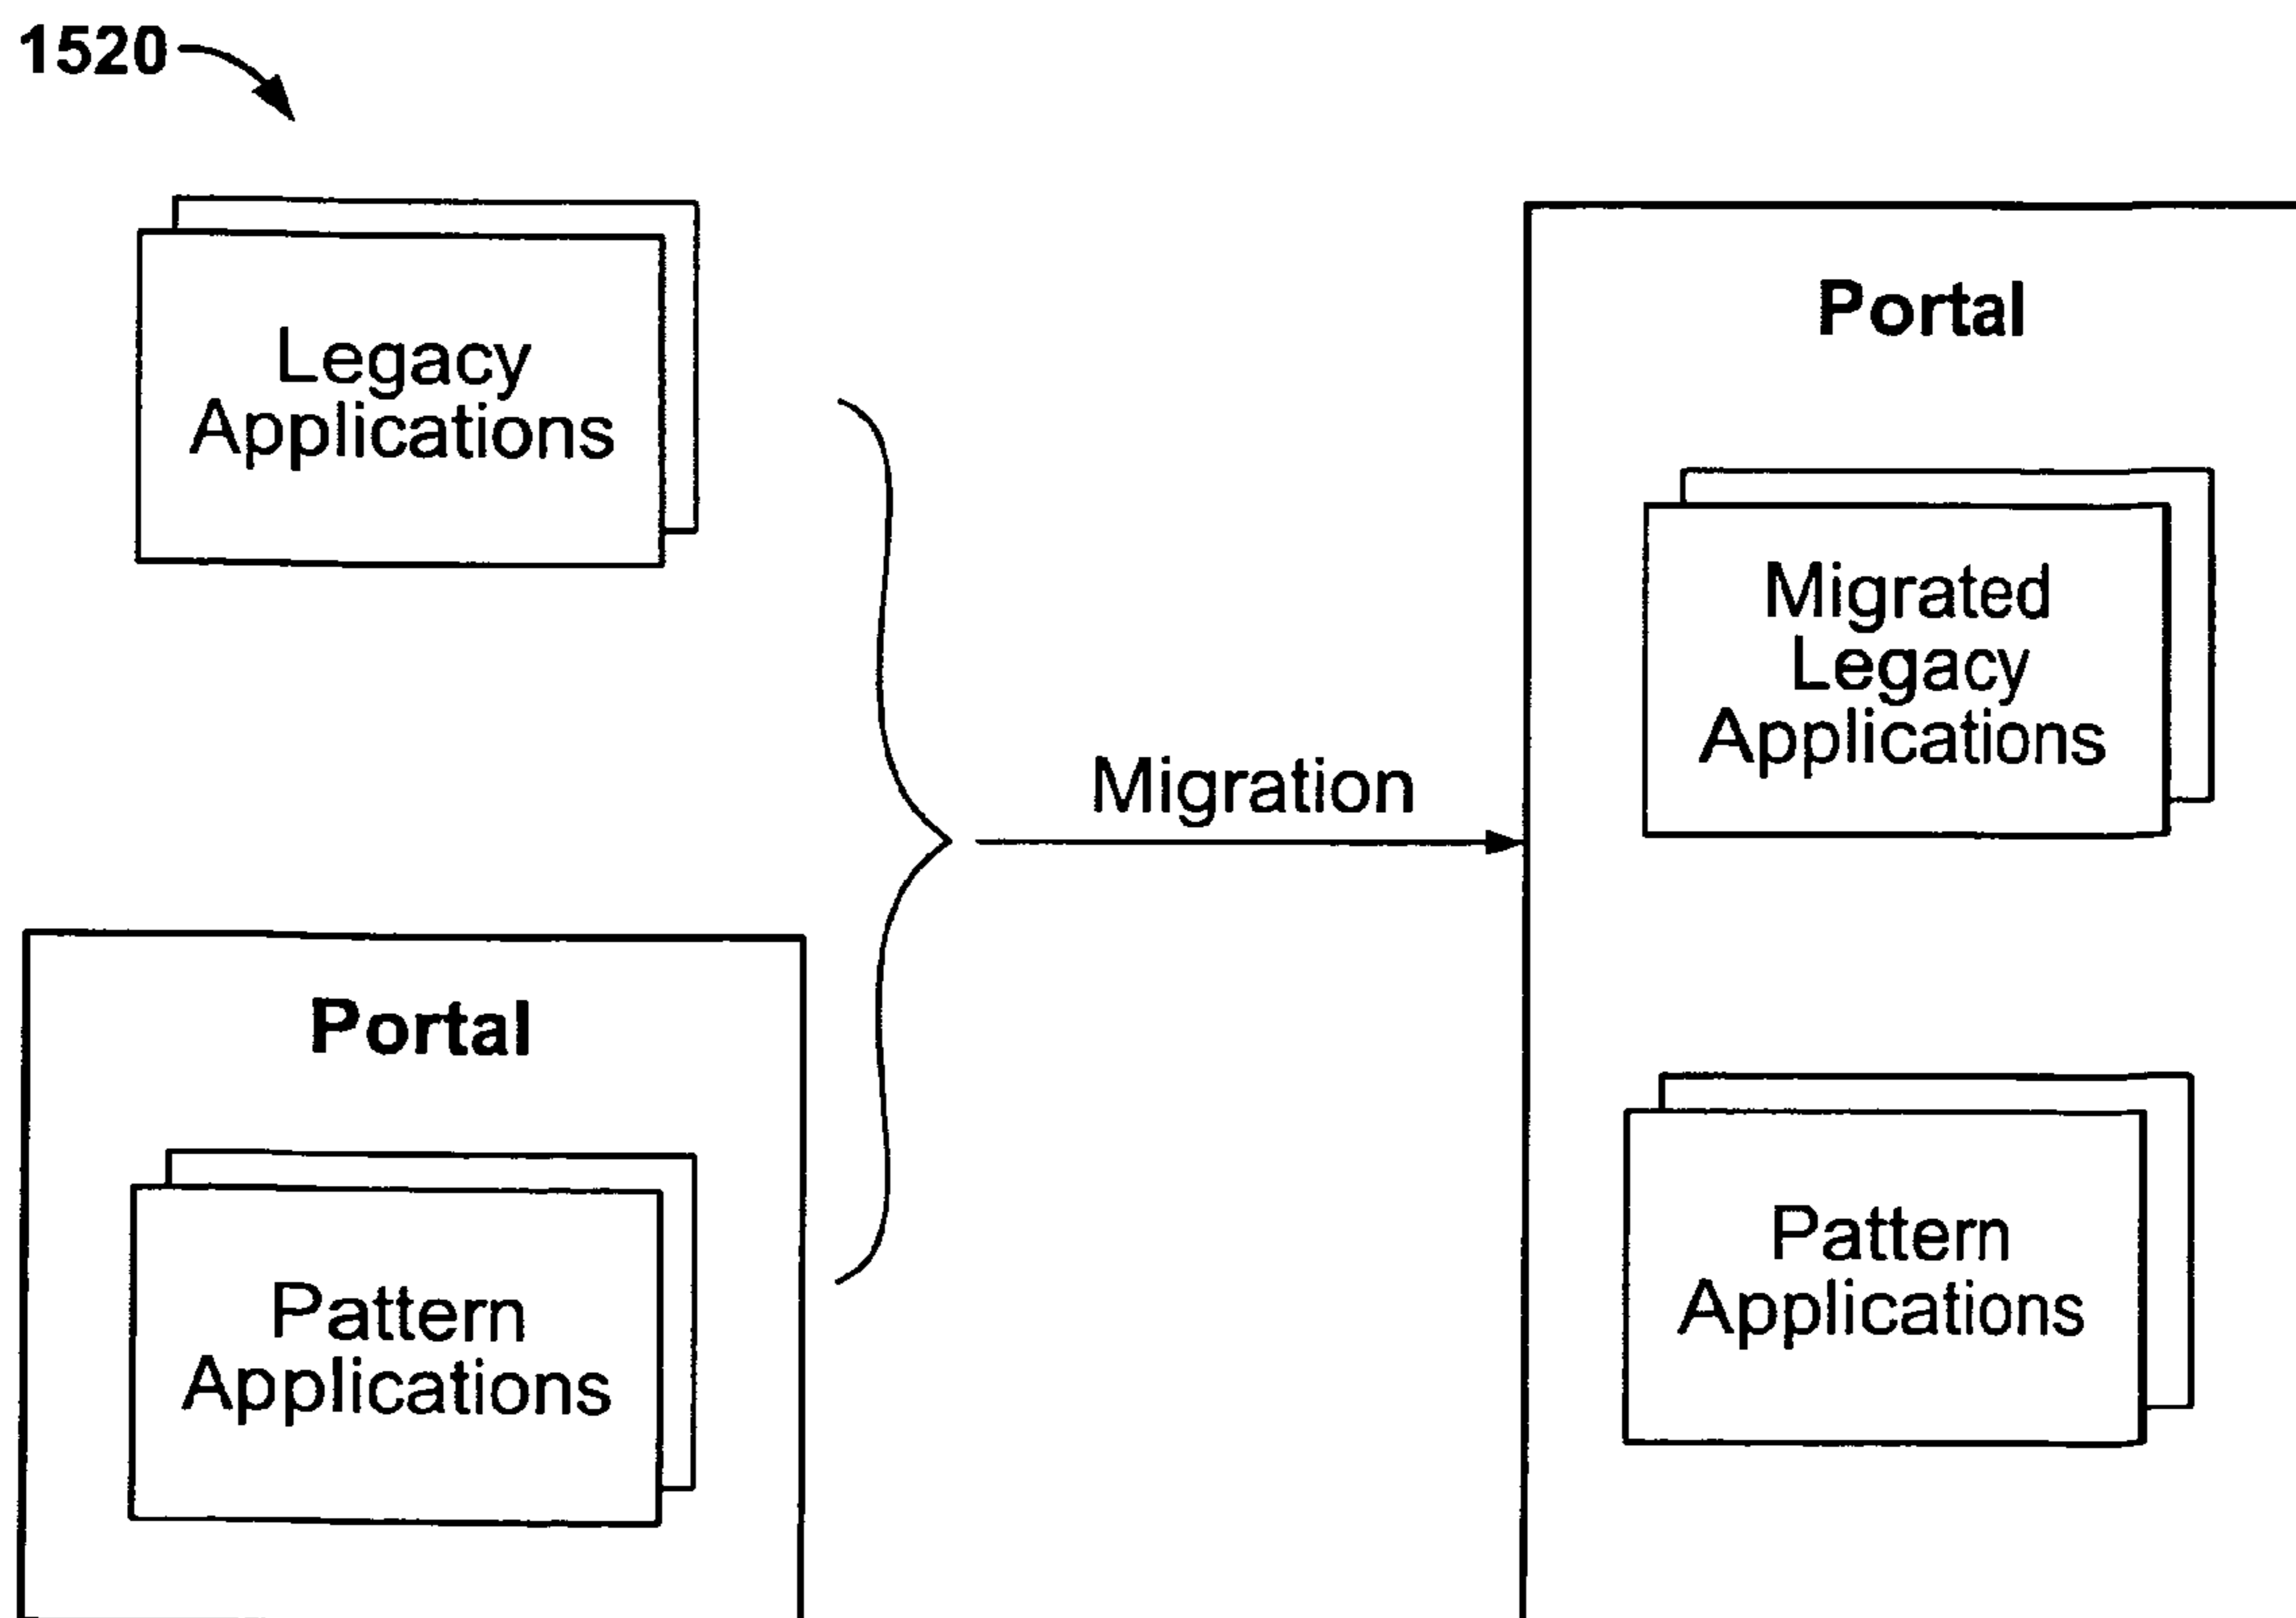 1520
Legacy
Applications
Portal
Pattern
Applications
Migration
Portal
Migrated
Legacy
Applications
Pattern
Applications